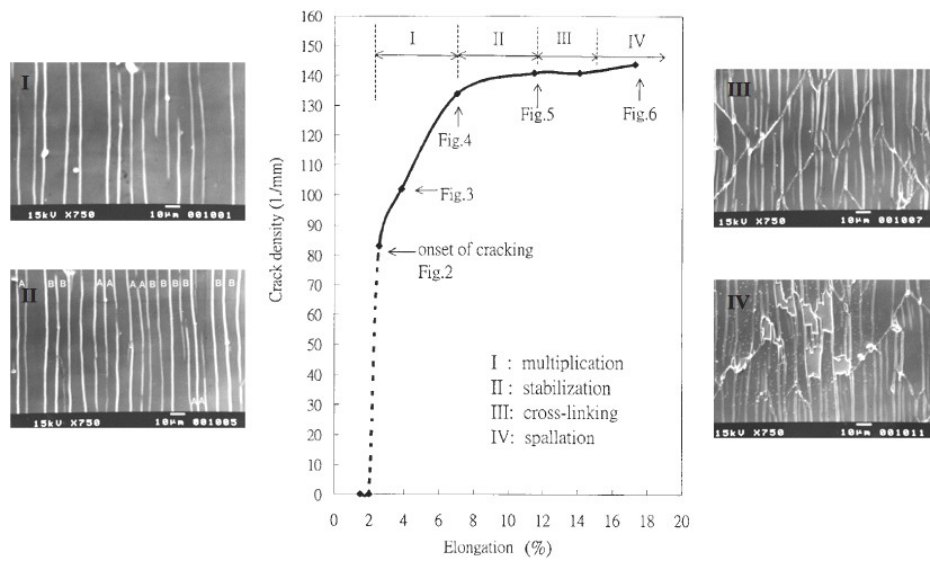 I
15kV X750 10μm 001001
II
A B B A A A A B B B B B B
A A
15kV X750 10μm 001005
Crack density (1./mm)
160
150
140
130
120
110
100
90
80
70
60
50
40
30
20
10
0
I II III IV
Fig.4
Fig.5
Fig.6
Fig.3
onset of cracking
Fig.2
I : multiplication
II : stabilization
III: cross-linking
IV: spallation
0 2 4 6 8 10 12 14 16 18 20
Elongation (%)
III
15kV X750 10μm 001007
IV
15kV X750 10μm 001011